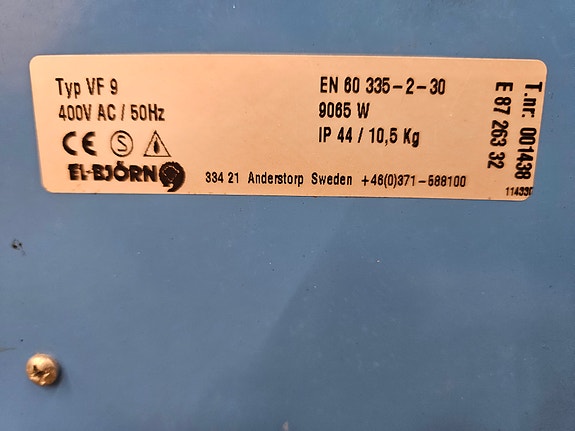 Typ VF 9
400V AC / 50Hz
CE S
EL-BJÖRN
EN 60 335-2-30
9065 W
IP 44 / 10,5 Kg
334 21 Anderstorp Sweden +46(0)371-588100
T.nr: 001438
E 87 263 32